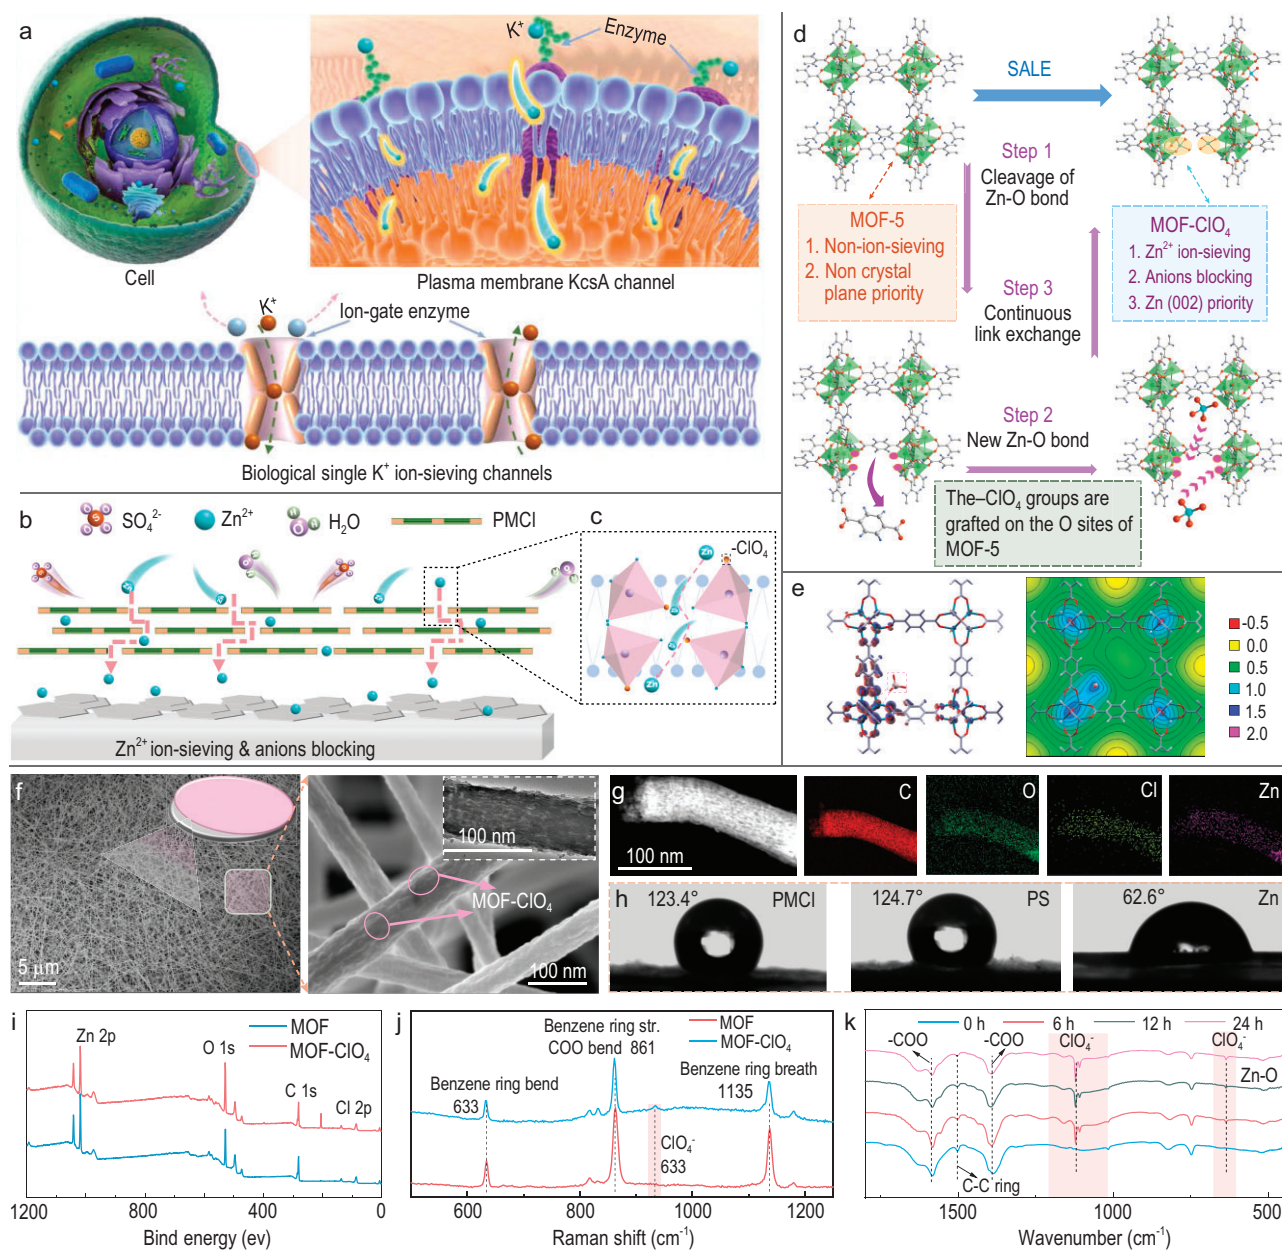 a
K+
Enzyme
Cell
Plasma membrane KcsA channel
K+
Ion-gate enzyme
Biological single K+ ion-sieving channels
b
SO42-
Zn2+
H2O
PMCl
Zn2+ ion-sieving & anions blocking
c
-ClO4
Zn
Zn
d
SALE
Step 1
Cleavage of
Zn-O bond
MOF-5
1. Non-ion-sieving
2. Non crystal
plane priority
MOF-ClO4
1. Zn2+ ion-sieving
2. Anions blocking
3. Zn (002) priority
Step 3
Continuous
link exchange
Step 2
New Zn-O bond
The–ClO4 groups are
grafted on the O sites of
MOF-5
e
-0.5
0.0
0.5
1.0
1.5
2.0
f
5 μm
100 nm
MOF-ClO4
100 nm
g
100 nm
C
O
Cl
Zn
h
123.4°
PMCl
124.7°
PS
62.6°
Zn
i
MOF
MOF-ClO4
Zn 2p
O 1s
C 1s
Cl 2p
1200
800
400
0
Bind energy (ev)
j
MOF
MOF-ClO4
Benzene ring str.
COO bend 861
Benzene ring bend
633
Benzene ring breath
1135
ClO4-
633
600
800
1000
1200
Raman shift (cm-1)
k
0 h
6 h
12 h
24 h
-COO
-COO
ClO4-
ClO4-
Zn-O
C-C ring
1500
1000
500
Wavenumber (cm-1)